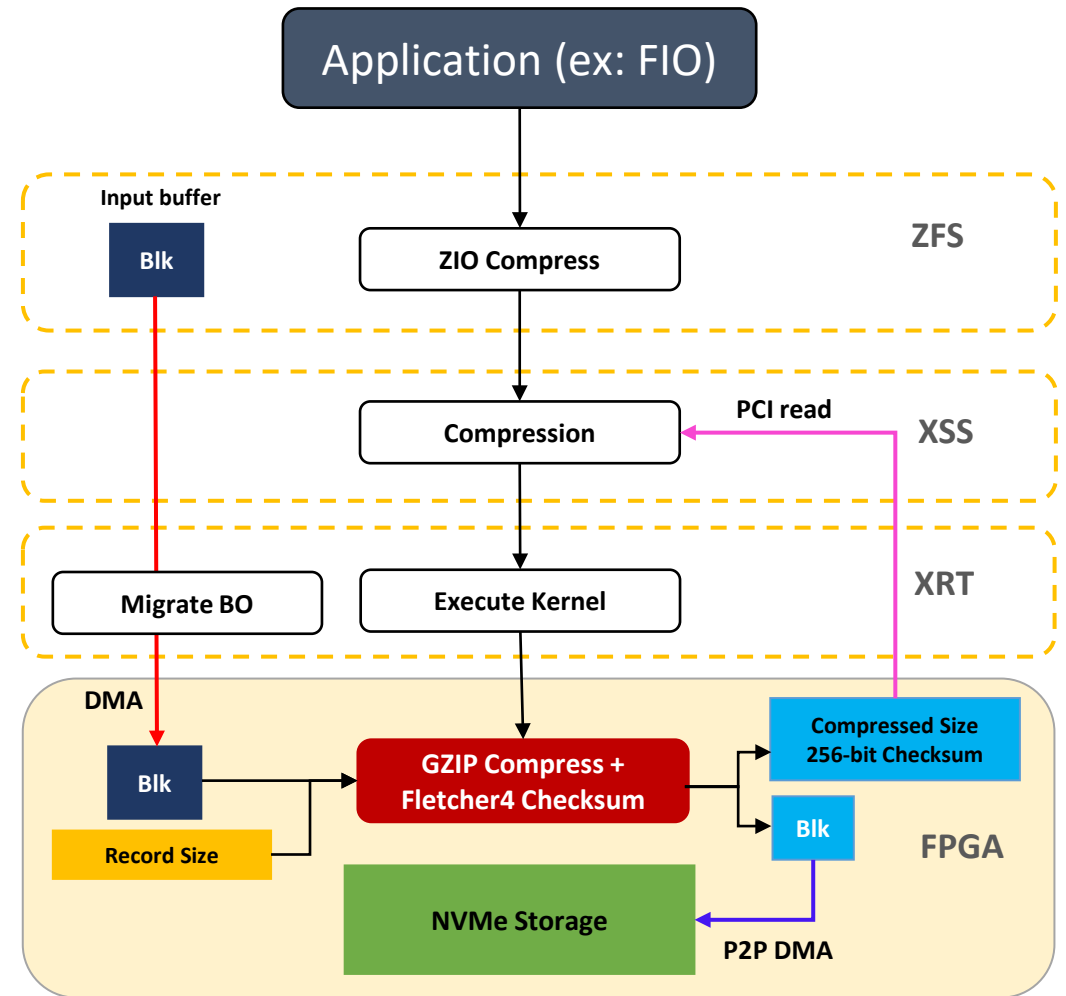 Application (ex: FIO)
Input buffer
Blk
ZIO Compress
ZFS
PCI read
Compression
XSS
Migrate BO
Execute Kernel
XRT
DMA
Blk
Record Size
GZIP Compress +
Fletcher4 Checksum
Compressed Size
256-bit Checksum
Blk
FPGA
NVMe Storage
P2P DMA